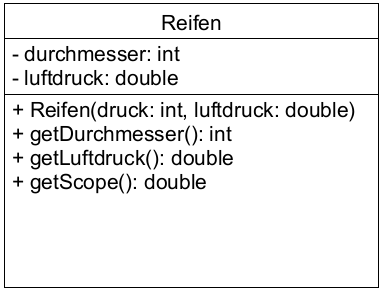 Reifen
- durchmesser: int
- luftdruck: double
+ Reifen(druck: int, luftdruck: double)
+ getDurchmesser(): int
+ getLuftdruck(): double
+ getScope(): double